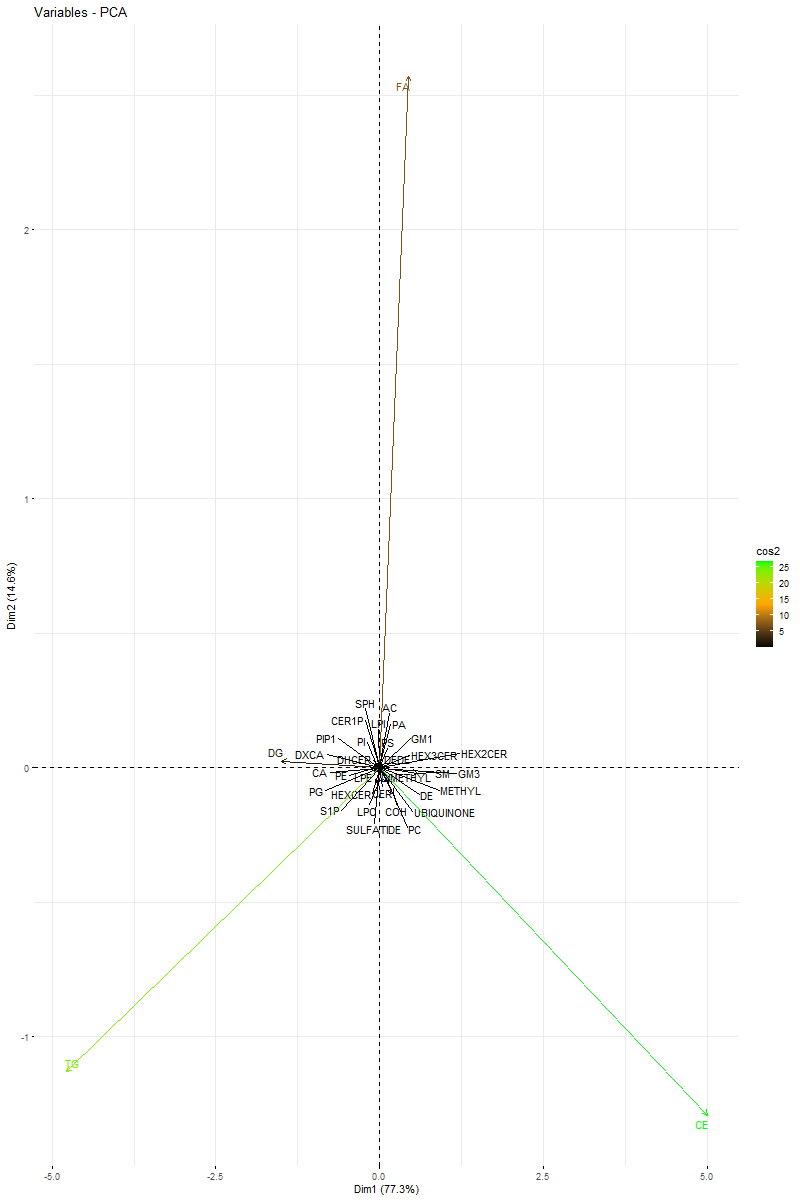 Variables - PCA
FA
2
1
0
-1
Dim2 (14.6%)
SPH
AC
CER1P
LPI
PA
PIP1
PI
PS
GM1
DG
DXCA
DHCER
HEX3CER
HEX2CER
CA
PE
LPE
DIMETHYL
SM
GM3
PG
HEXCER
CER
DE
METHYL
S1P
LPC
COH
UBIQUINONE
SULFATIDE
PC
TG
CE
-5.0
-2.5
0.0
2.5
5.0
Dim1 (77.3%)
cos2
25
20
15
10
5